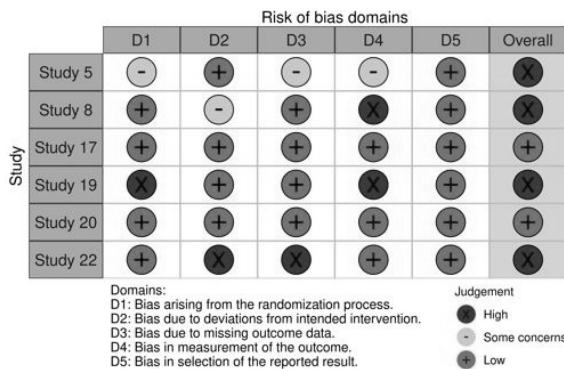 Risk of bias domains
D1 D2 D3 D4 D5 Overall
Study
Study 5 - + - - + X
Study 8 + - + X + X
Study 17 + + + + + +
Study 19 X + + X + X
Study 20 + + + + + +
Study 22 + X X + + X
Domains:
D1: Bias arising from the randomization process.
D2: Bias due to deviations from intended intervention.
D3: Bias due to missing outcome data.
D4: Bias in measurement of the outcome.
D5: Bias in selection of the reported result.
Judgement
X High
- Some concerns
+ Low